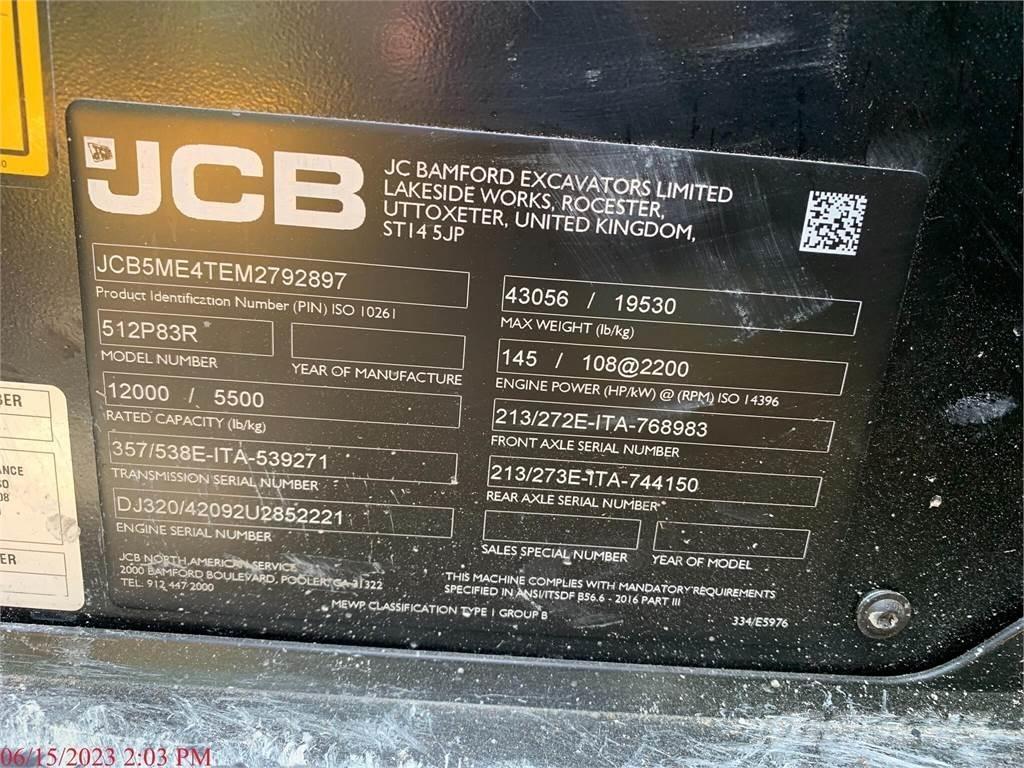 JCB
JC BAMFORD EXCAVATORS LIMITED
LAKESIDE WORKS, ROCESTER,
UTTOXETER, UNITED KINGDOM,
ST14 5JP
JCB5ME4TEM2792897
Product Identification Number (PIN) ISO 10261
512P83R
MODEL NUMBER
YEAR OF MANUFACTURE
12000 / 5500
RATED CAPACITY (lb/kg)
357/538E-ITA-539271
TRANSMISSION SERIAL NUMBER
DJ320/42092U2852221
ENGINE SERIAL NUMBER
43056 / 19530
MAX WEIGHT (lb/kg)
145 / 108@2200
ENGINE POWER (HP/kW) @ (RPM) ISO 14396
213/272E-ITA-768983
FRONT AXLE SERIAL NUMBER
213/273E-ITA-744150
REAR AXLE SERIAL NUMBER
SALES SPECIAL NUMBER
YEAR OF MODEL
JCB NORTH AMERICAN SERVICE
2000 BAMFORD BOULEVARD, POOLER, GA 31322
TEL. 912 447 2000
THIS MACHINE COMPLIES WITH MANDATORY REQUIREMENTS
SPECIFIED IN ANSI/ITSDF B56.6 - 2016 PART III
MEWP CLASSIFICATION TYPE 1 GROUP B
334/E5976
06/15/2023 2:03 PM